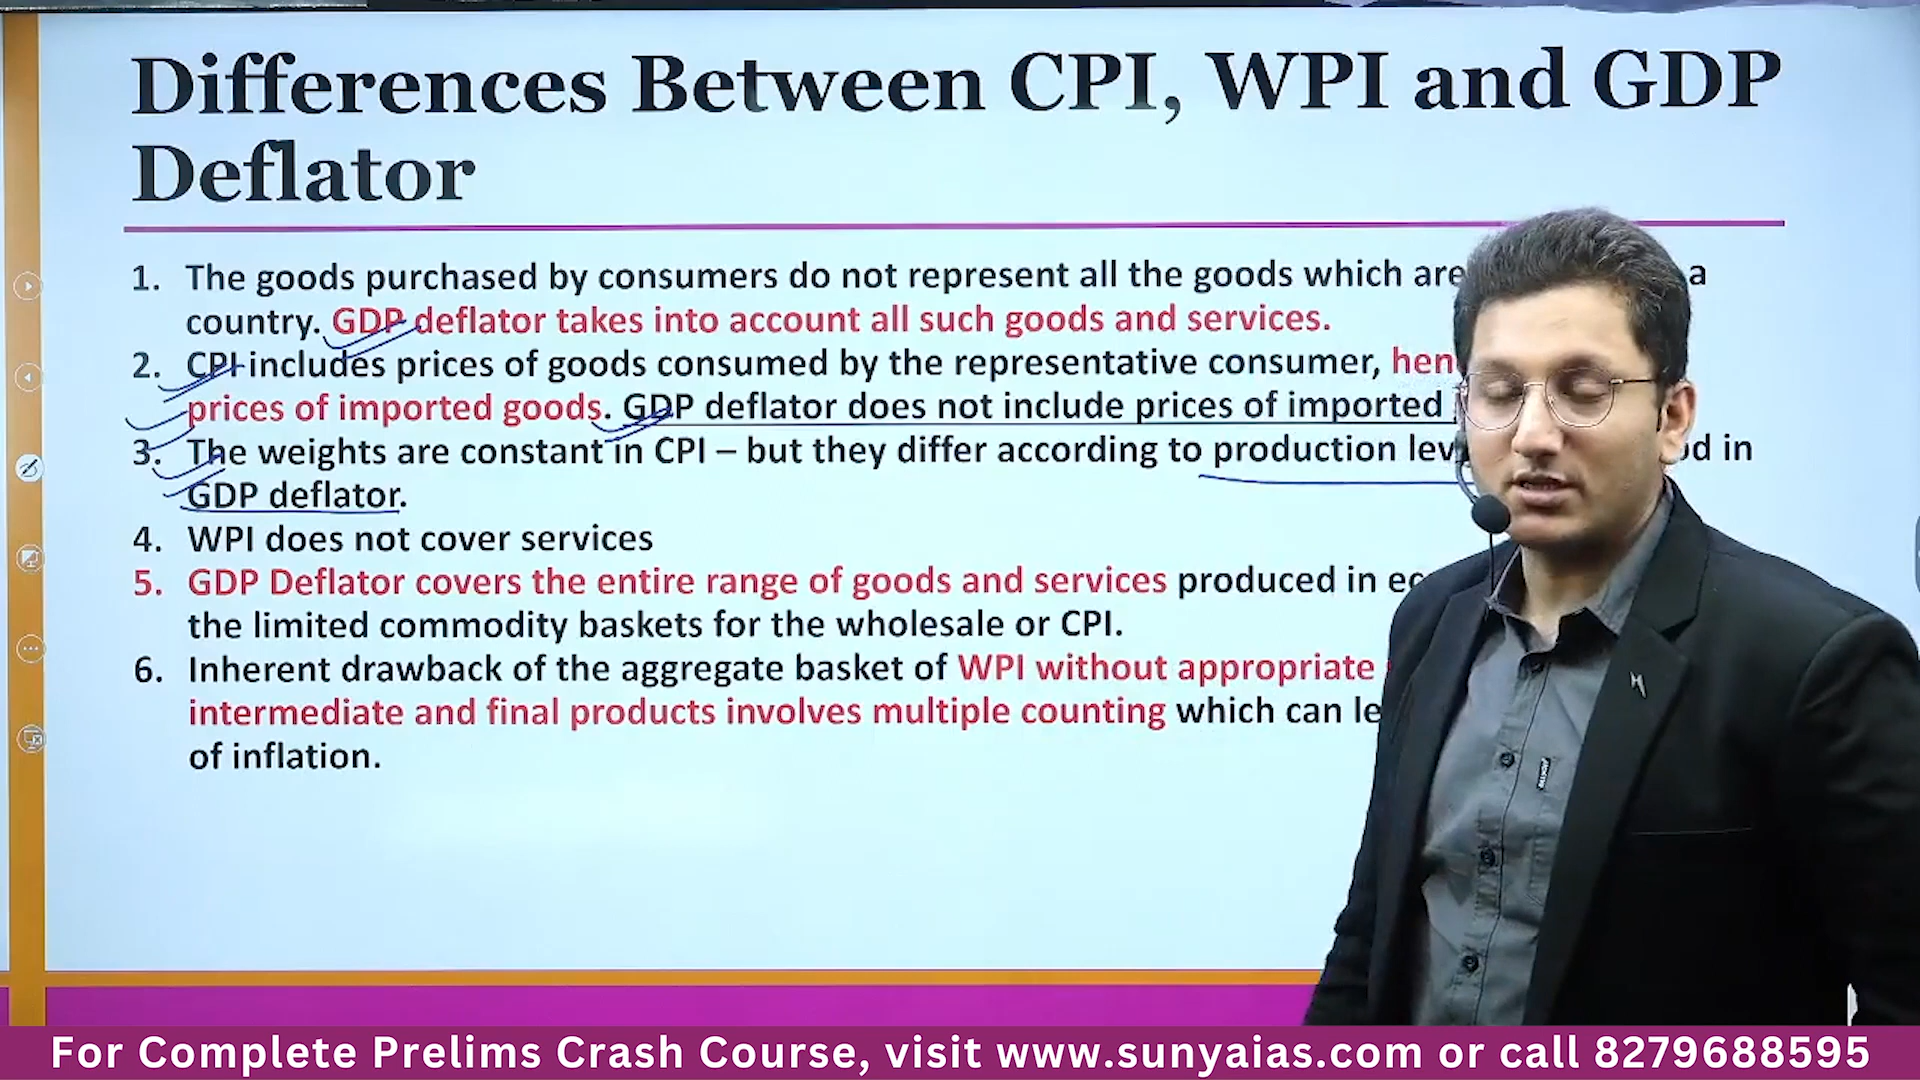 Differences Between CPI, WPI and GDP
Deflator
1. The goods purchased by consumers do not represent all the goods which are a
country. GDP deflator takes into account all such goods and services.
2. CPI includes prices of goods consumed by the representative consumer,
prices of imported goods. GDP deflator does not include prices of imported
3. The weights are constant in CPI – but they differ according to production in
GDP deflator.
4. WPI does not cover services
5. GDP Deflator covers the entire range of goods and services produced in
the limited commodity baskets for the wholesale or CPI.
6. Inherent drawback of the aggregate basket of WPI without appropriate
intermediate and final products involves multiple counting which can
of inflation.
For Complete Prelims Crash Course, visit www.sunyaias.com or call 8279688595